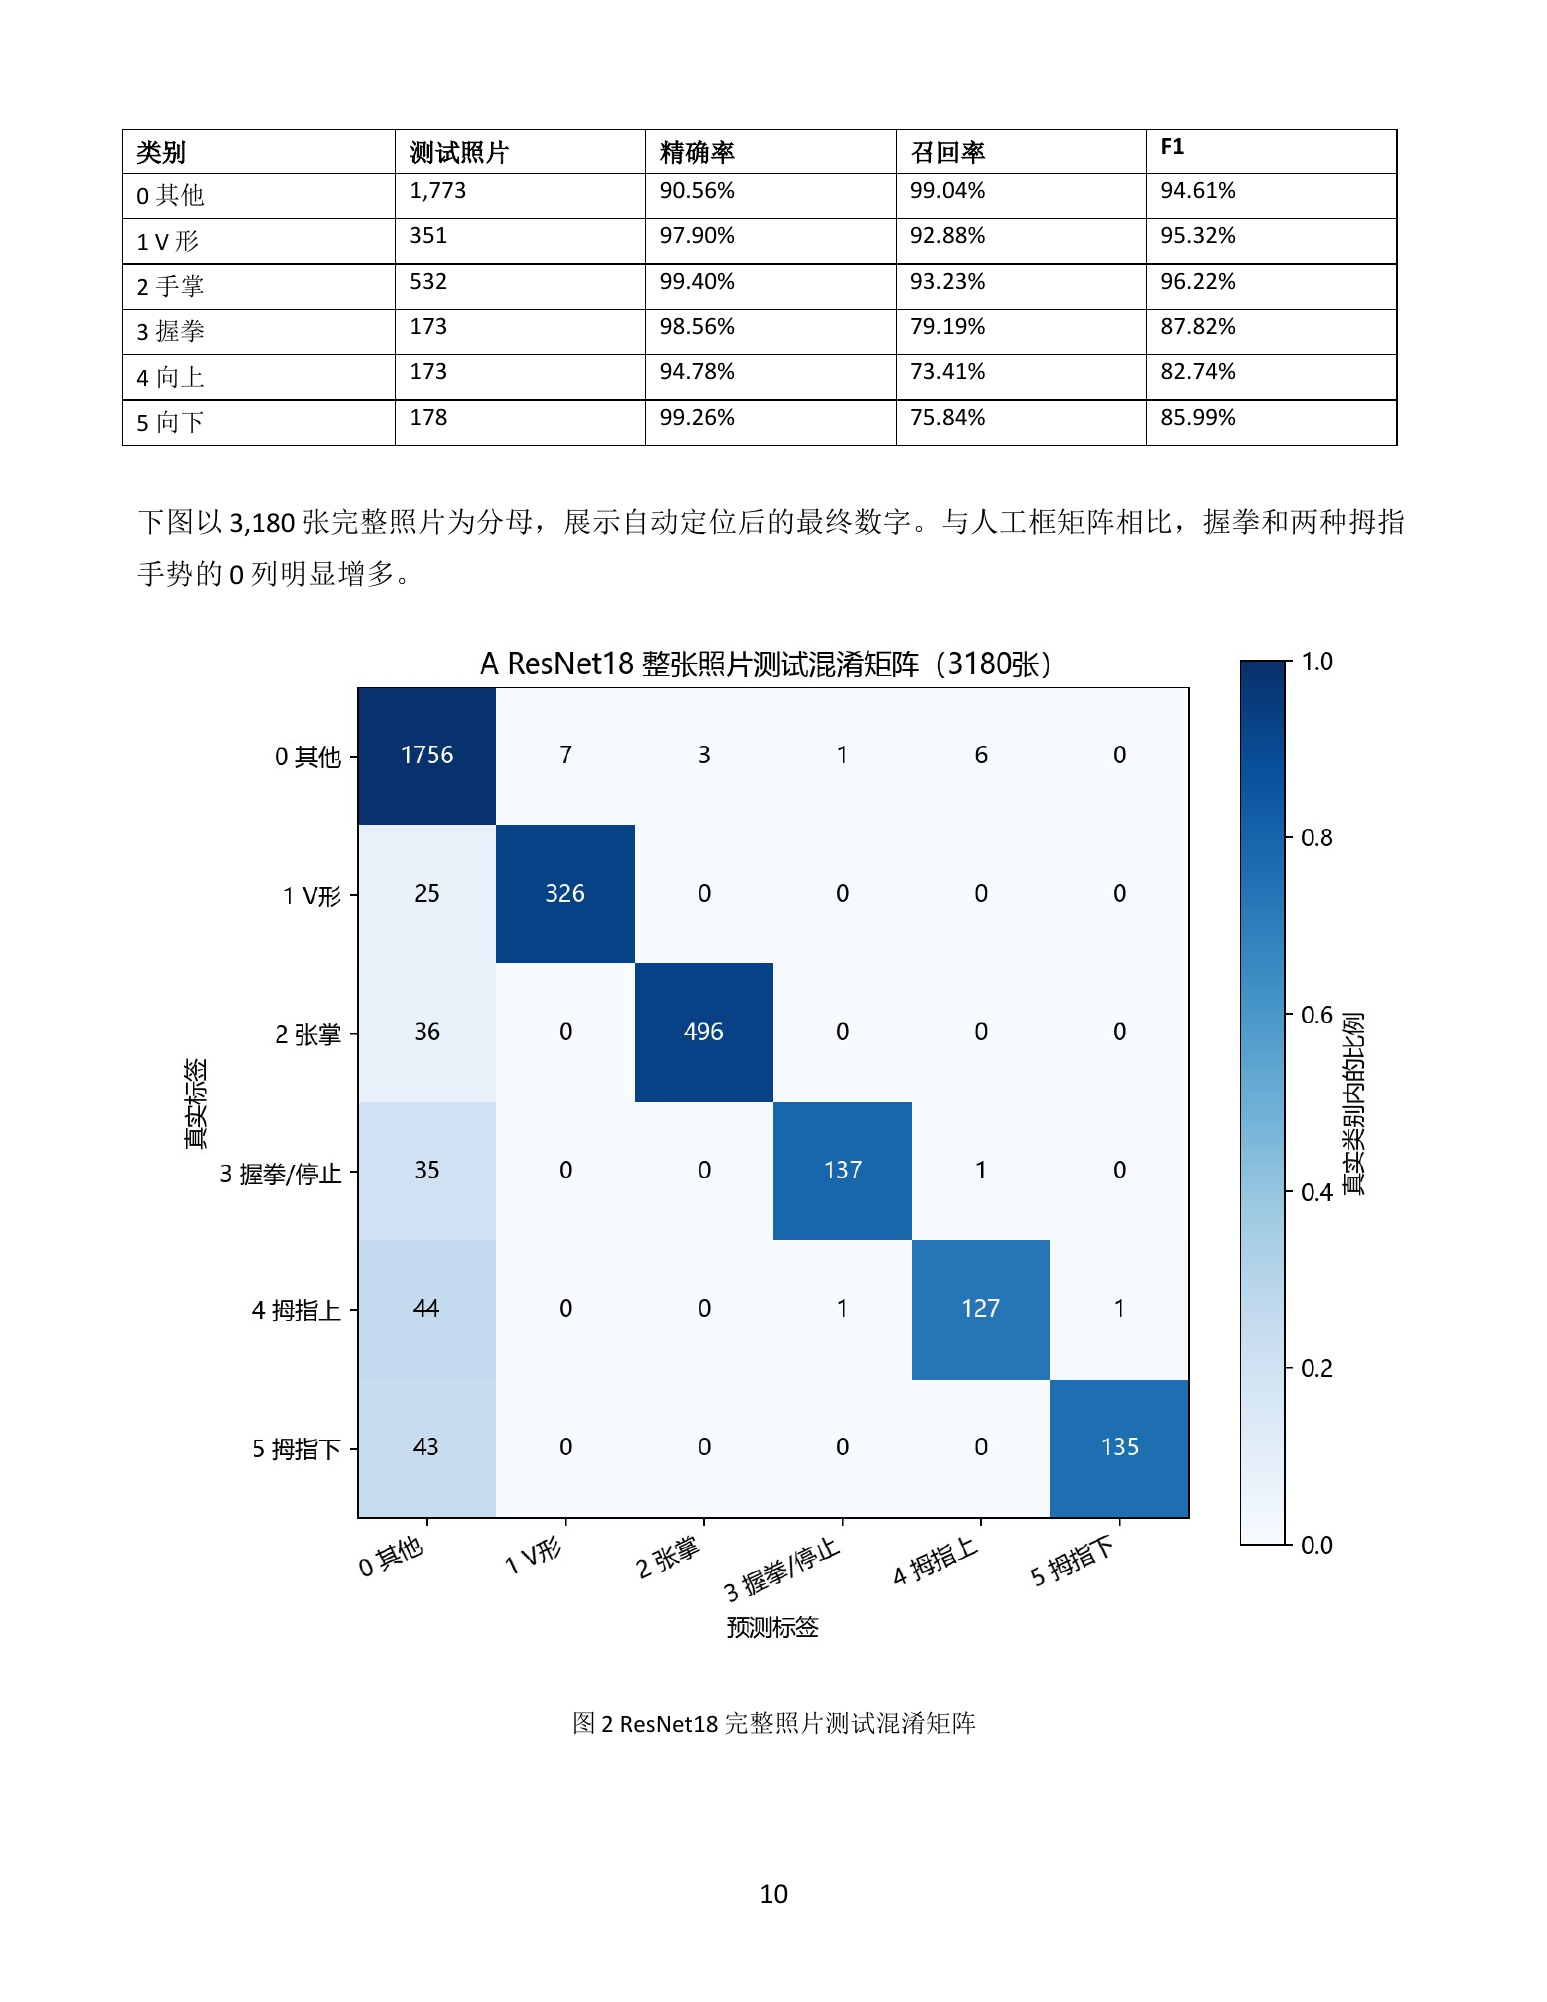 类别 测试照片 精确率 召回率 F1
0 其他 1,773 90.56% 99.04% 94.61%
1 V 形 351 97.90% 92.88% 95.32%
2 手掌 532 99.40% 93.23% 96.22%
3 握拳 173 98.56% 79.19% 87.82%
4 向上 173 94.78% 73.41% 82.74%
5 向下 178 99.26% 75.84% 85.99%
下图以 3,180 张完整照片为分母，展示自动定位后的最终数字。与人工框矩阵相比，握拳和两种拇指
手势的 0 列明显增多。
A ResNet18 整张照片测试混淆矩阵（3180张）
真实标签
0 其他 1756 7 3 1 6 0
1 V形 25 326 0 0 0 0
2 张掌 36 0 496 0 0 0
3 握拳/停止 35 0 0 137 1 0
4 拇指上 44 0 0 1 127 1
5 拇指下 43 0 0 0 0 135
0 其他 1 V形 2 张掌 3 握拳/停止 4 拇指上 5 拇指下
预测标签
1.0
0.8
0.6
0.4
0.2
0.0
真实类别内的比例
图 2 ResNet18 完整照片测试混淆矩阵
10